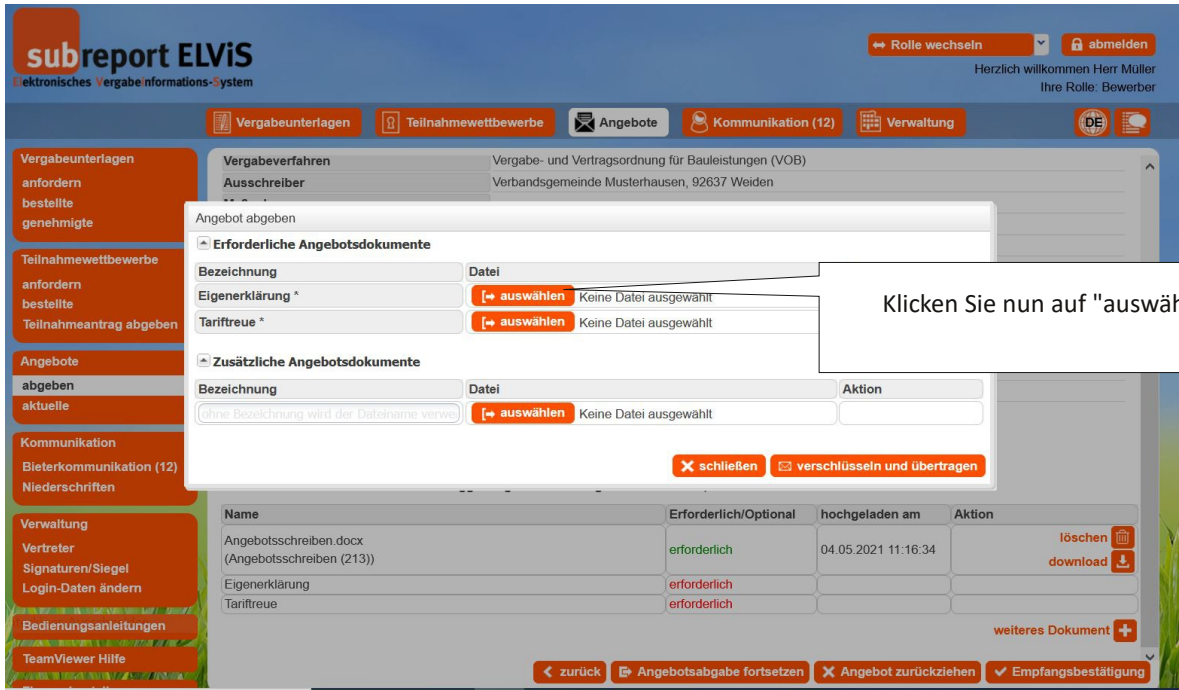 subreport ELViS
Elektronisches VergabeInformations-System
Rolle wechseln
abmelden
Herzlich willkommen Herr Müller
Ihre Rolle: Bewerber
Vergabeunterlagen
Teilnahmewettbewerbe
Angebote
Kommunikation (12)
Verwaltung
DE
Vergabeunterlagen
anfordern
bestellte
genehmigte
Teilnahmewettbewerbe
anfordern
bestellte
Teilnahmeantrag abgeben
Angebote
abgeben
aktuelle
Kommunikation
Bieterkommunikation (12)
Niederschriften
Verwaltung
Vertreter
Signaturen/Siegel
Login-Daten ändern
Bedienungsanleitungen
TeamViewer Hilfe
Vergabeverfahren Vergabe- und Vertragsordnung für Bauleistungen (VOB)
Ausschreiber Verbandsgemeinde Musterhausen, 92637 Weiden
Angebot abgeben
Erforderliche Angebotsdokumente
Bezeichnung Datei
Eigenerklärung * auswählen Keine Datei ausgewählt
Tariftreue * auswählen Keine Datei ausgewählt
Klicken Sie nun auf "auswäh
Zusätzliche Angebotsdokumente
Bezeichnung Datei Aktion
ohne Bezeichnung wird der Dateiname verwe auswählen Keine Datei ausgewählt
schließen verschlüsseln und übertragen
Name Erforderlich/Optional hochgeladen am Aktion
Angebotsschreiben.docx
(Angebotsschreiben (213)) erforderlich 04.05.2021 11:16:34
löschen
download
Eigenerklärung erforderlich
Tariftreue erforderlich
weiteres Dokument
zurück Angebotsabgabe fortsetzen Angebot zurückziehen Empfangsbestätigung